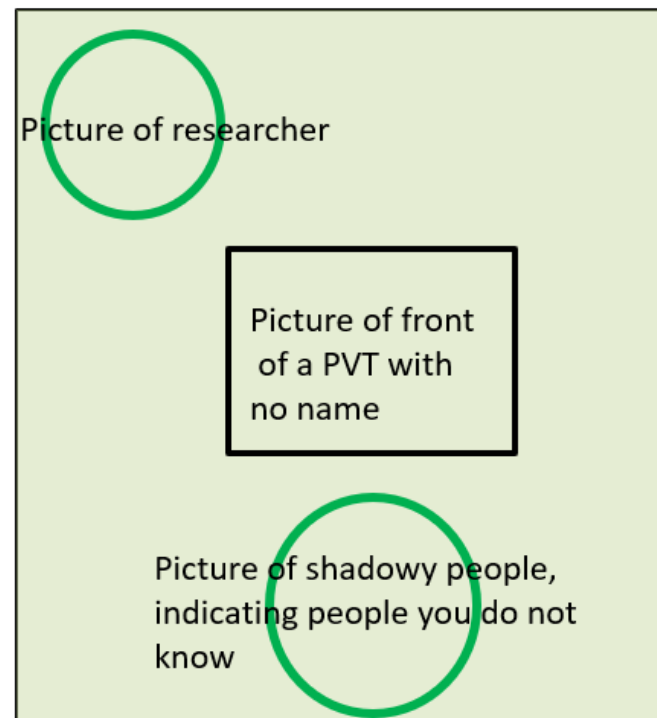 Picture of researcher
Picture of front
of a PVT with
no name
Picture of shadowy people,
indicating people you do not
know